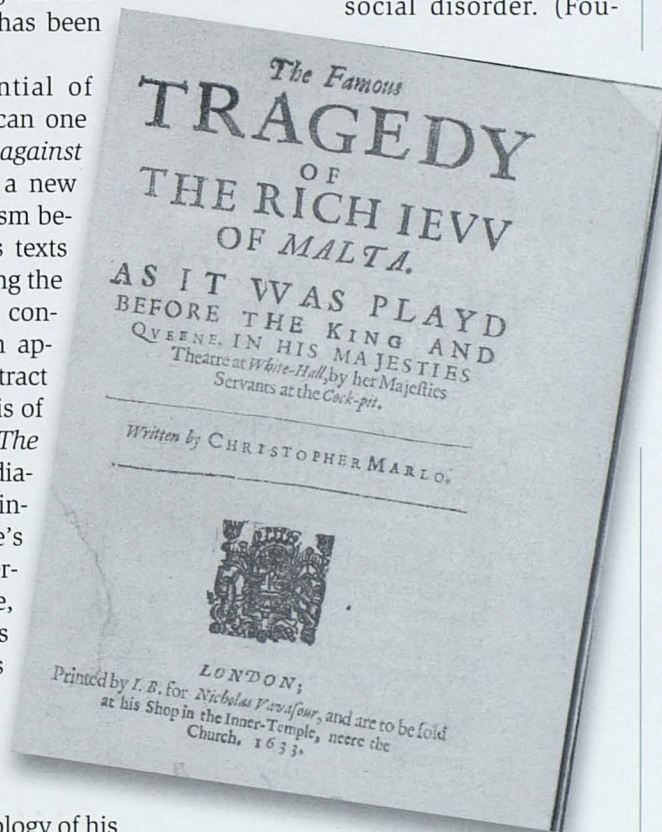 social disorder. (Fou-
has been
ntial of
can one
against
a new
sm be-
s texts
ng the
con-
n ap-
tract
is of
The
dia-
in-
e's
er-
e,
s
s
ology of his
The Famous
TRAGEDY
OF
THE RICH IEVV
OF MALTA.
AS IT WAS PLAYD
BEFORE THE KING AND
QVEENE, IN HIS MAJESTIES
Theatre at White-Hall, by her Majeſties
Servants at the Cock-pit.
Written by CHRISTOPHER MARLO.
LONDON;
Printed by I. B. for Nicholas Vavaſour, and are to be ſold
at his Shop in the Inner-Temple, neere the
Church. 1633.